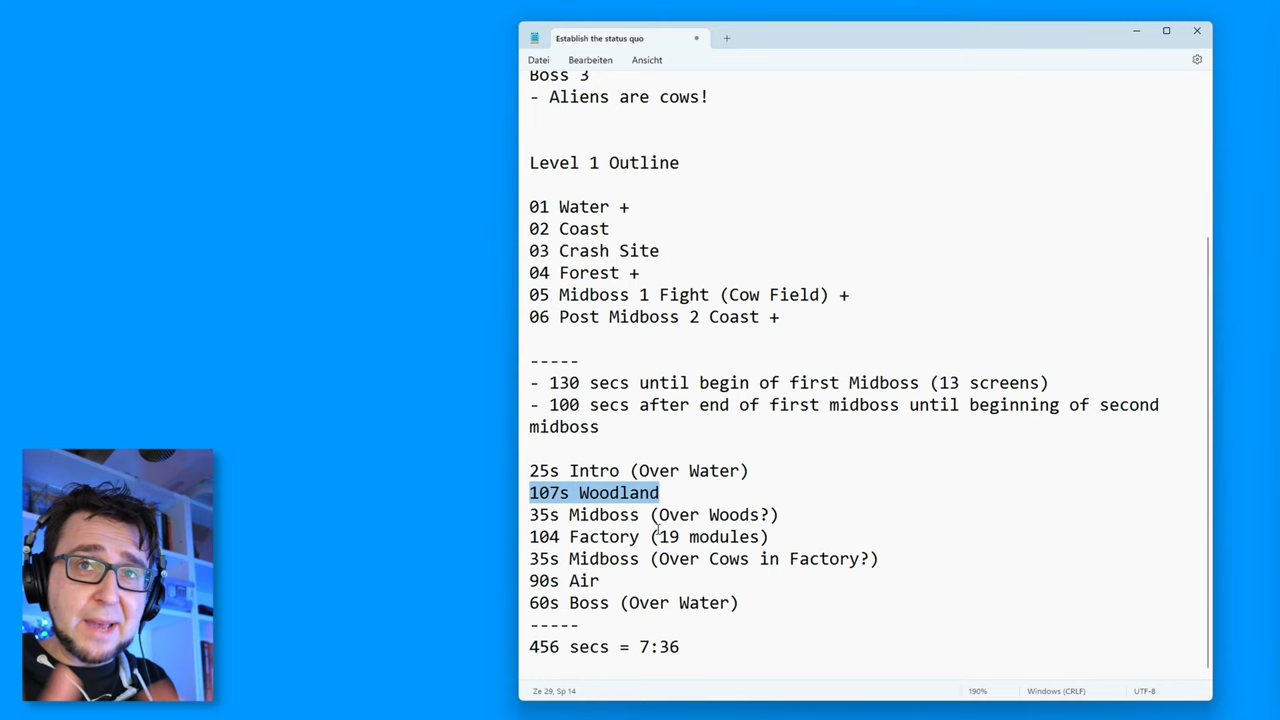 Establish the status quo
Datei Bearbeiten Ansicht
Boss 3
- Aliens are cows!
Level 1 Outline
01 Water +
02 Coast
03 Crash Site
04 Forest +
05 Midboss 1 Fight (Cow Field) +
06 Post Midboss 2 Coast +
-----
- 130 secs until begin of first Midboss (13 screens)
- 100 secs after end of first midboss until beginning of second
midboss
25s Intro (Over Water)
107s Woodland
35s Midboss (Over Woods?)
104 Factory (19 modules)
35s Midboss (Over Cows in Factory?)
90s Air
60s Boss (Over Water)
-----
456 secs = 7:36
Ze 29, Sp 14 190% Windows (CRLF) UTF-8